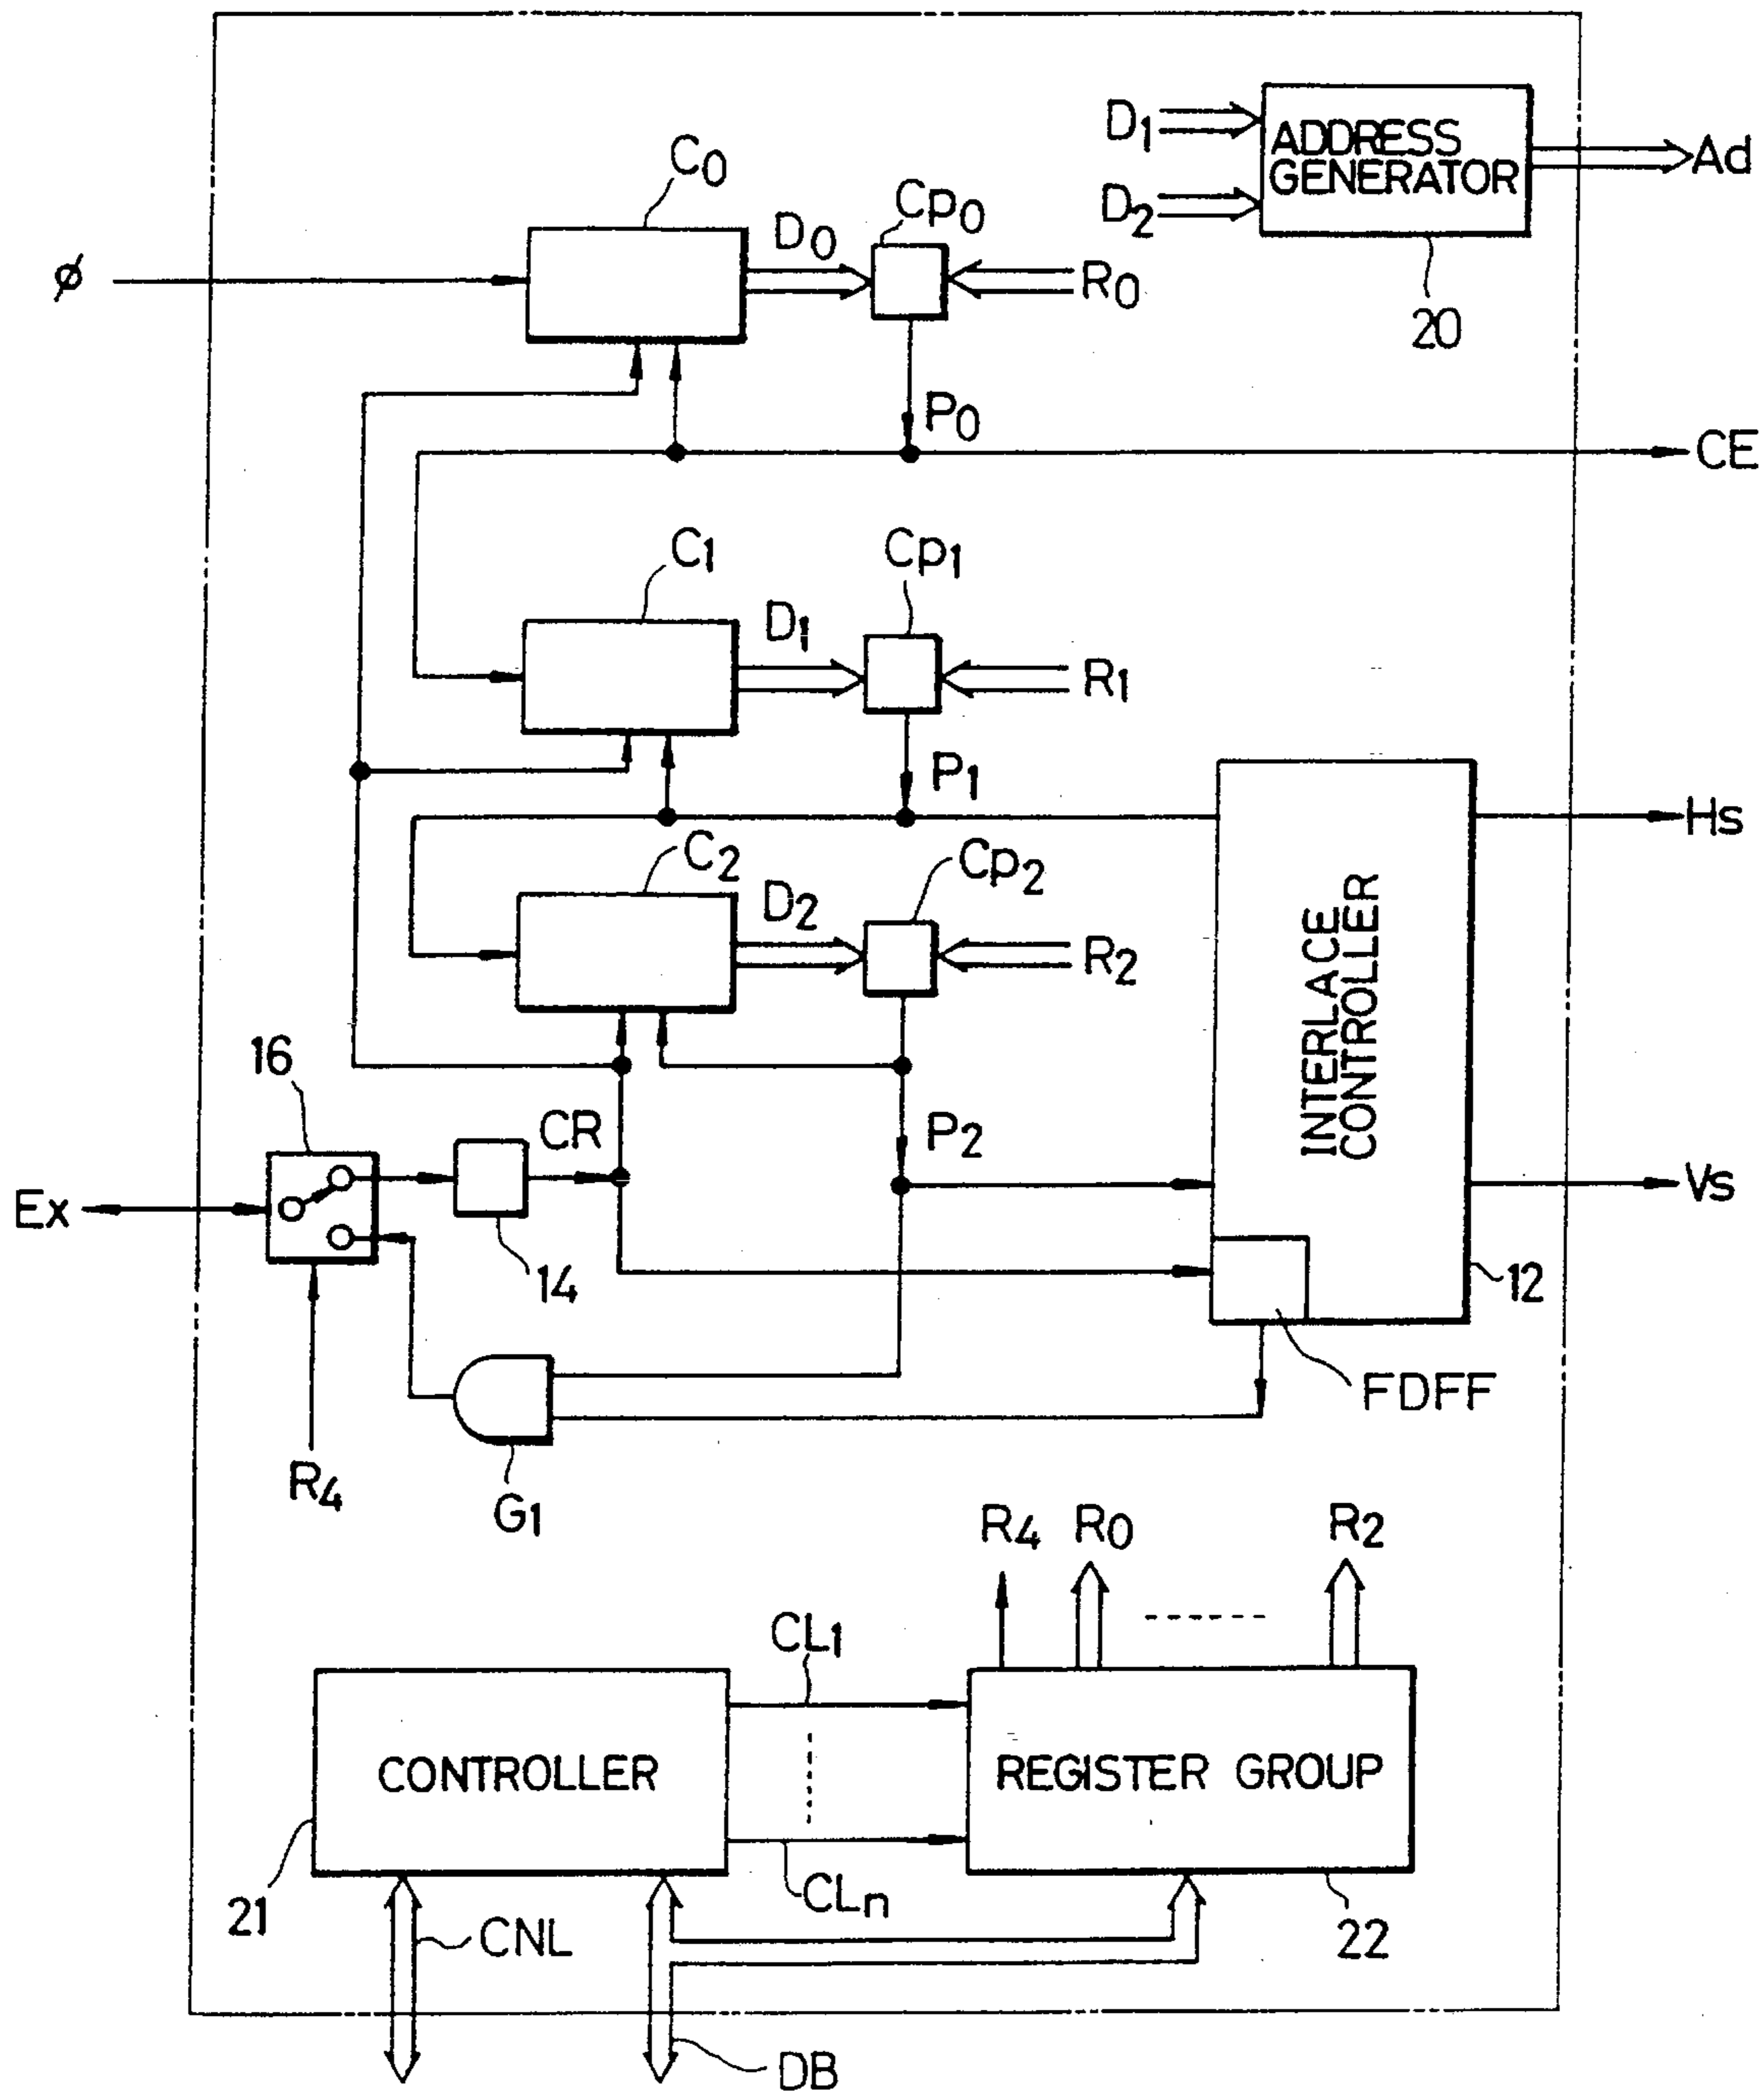 D1
ADDRESS
GENERATOR
Ad
D2
20
C0
Cp0
D0
ø
R0
P0
CE
C1
Cp1
D1
R1
P1
Hs
C2
Cp2
D2
R2
INTERLACE
CONTROLLER
16
CR
P2
Ex
Vs
14
12
FDFF
R4
G1
R4
R0
R2
CL1
CONTROLLER
REGISTER GROUP
CLn
21
CNL
22
DB